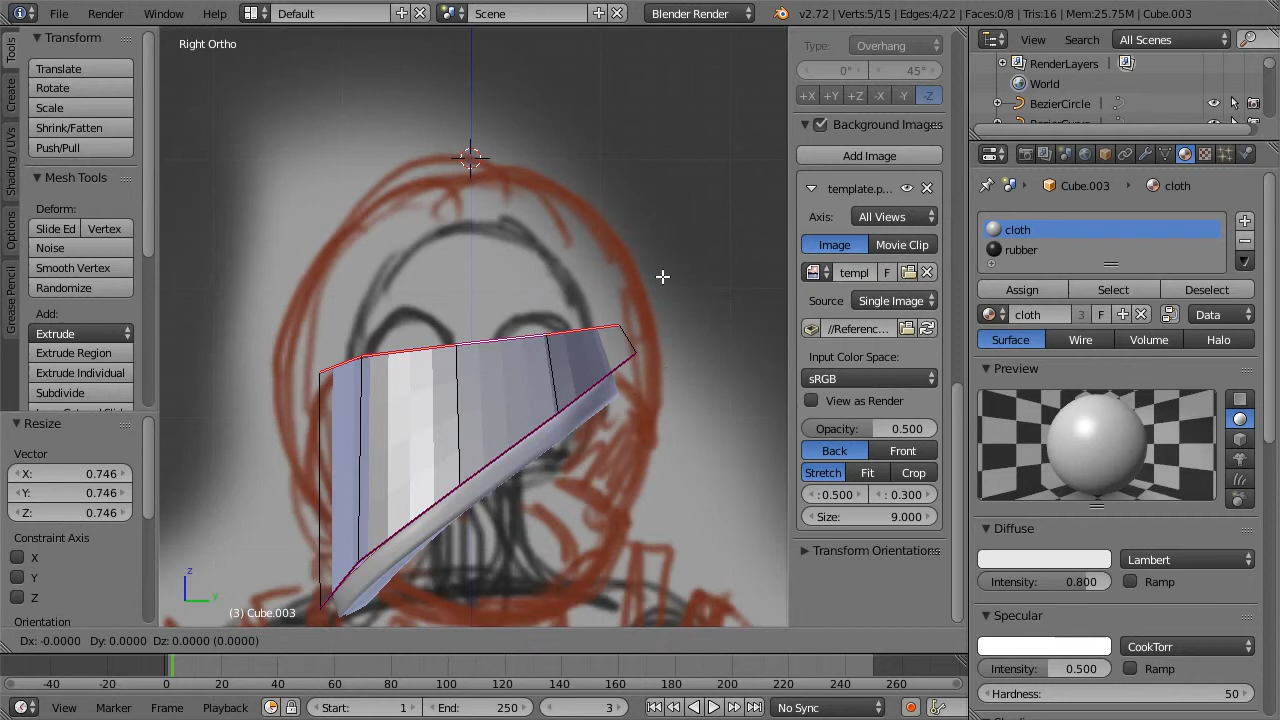 File Render Window Help Default Scene Blender Render v2.72 | Verts:5/15 | Edges:4/22 | Faces:0/8 | Tris:16 | Mem:25.75M | Cube.003
Tools
Create
Shading / UVs
Options
Grease Pencil
Transform
Translate
Rotate
Scale
Shrink/Fatten
Push/Pull
Mesh Tools
Deform:
Slide Ed Vertex
Noise
Smooth Vertex
Randomize
Add:
Extrude
Extrude Region
Extrude Individual
Subdivide
Resize
Vector
X: 0.746
Y: 0.746
Z: 0.746
Constraint Axis
X
Y
Z
Orientation
Right Ortho
z
y
(3) Cube.003
Dx: -0.0000 Dy: 0.0000 Dz: 0.0000 (0.0000)
Type: Overhang
0° 45°
+X +Y +Z -X -Y -Z
Background Images
Add Image
template.p...
Axis: All Views
Image Movie Clip
templ F
Source Single Image
//Referenc...
Input Color Space:
sRGB
View as Render
Opacity: 0.500
Back Front
Stretch Fit Crop
: 0.500 : 0.300
Size: 9.000
Transform Orientations
View Search All Scenes
RenderLayers
World
BezierCircle
Cube.003 cloth
cloth
rubber
Assign Select Deselect
cloth 3 F Data
Surface Wire Volume Halo
Preview
Diffuse
Lambert
Intensity: 0.800 Ramp
Specular
CookTorr
Intensity: 0.500 Ramp
Hardness: 50
-40 -20 0 20 40 60 80 100 120 140 160 180 200 220 240 260
View Marker Frame Playback Start: 1 End: 250 3 No Sync